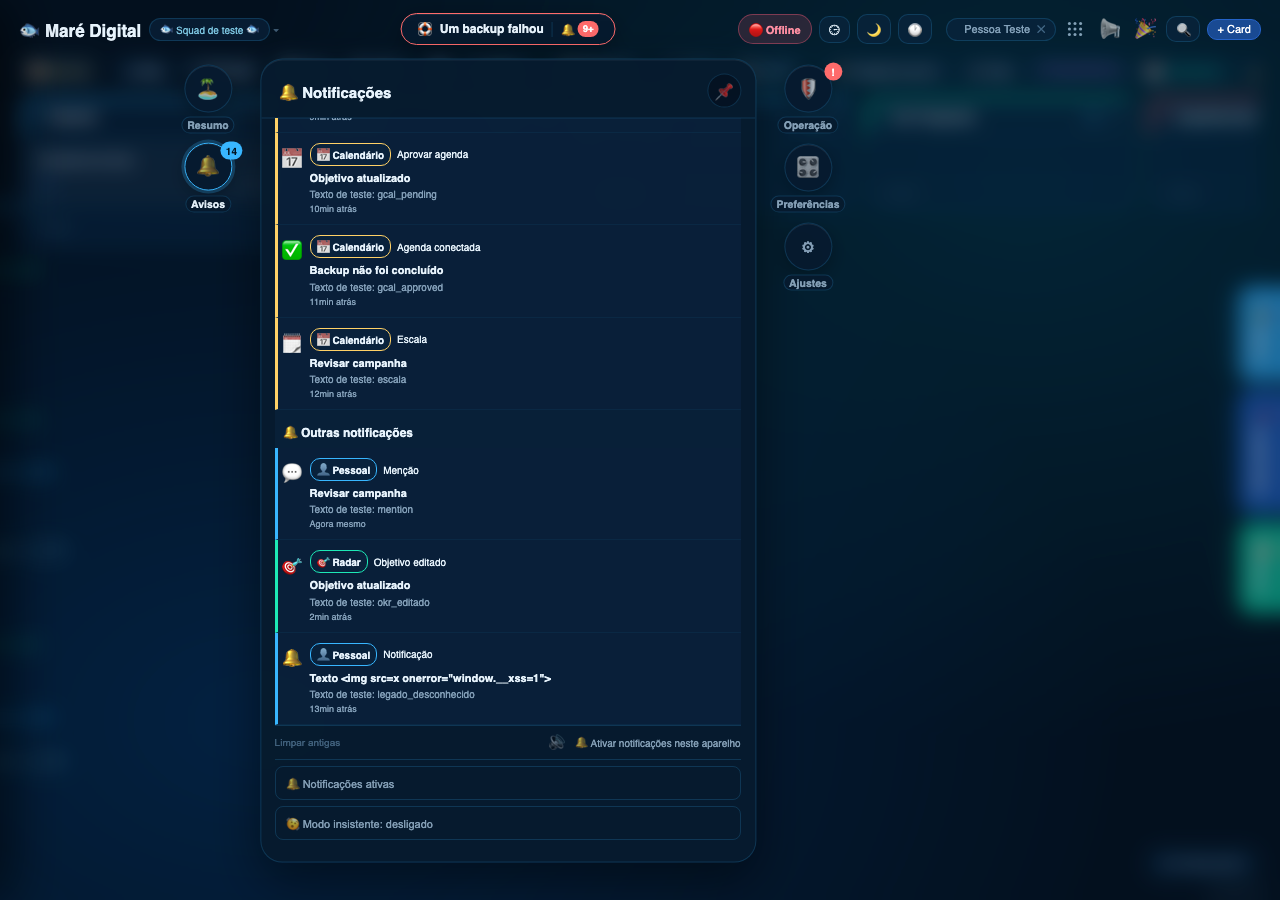 Maré Digital
Squad de teste
Um backup falhou
9+
Offline
Pessoa Teste
+ Card
Resumo
14
Avisos
Notificações
17
Calendário
Aprovar agenda
Objetivo atualizado
Texto de teste: gcal_pending
10min atrás
Calendário
Agenda conectada
Backup não foi concluído
Texto de teste: gcal_approved
11min atrás
Calendário
Escala
Revisar campanha
Texto de teste: escala
12min atrás
Outras notificações
Pessoal
Menção
Revisar campanha
Texto de teste: mention
Agora mesmo
Radar
Objetivo editado
Objetivo atualizado
Texto de teste: okr_editado
2min atrás
Pessoal
Notificação
Texto <img src=x onerror="window.__xss=1">
Texto de teste: legado_desconhecido
13min atrás
Limpar antigas
Ativar notificações neste aparelho
Notificações ativas
Modo insistente: desligado
!
Operação
Preferências
Ajustes